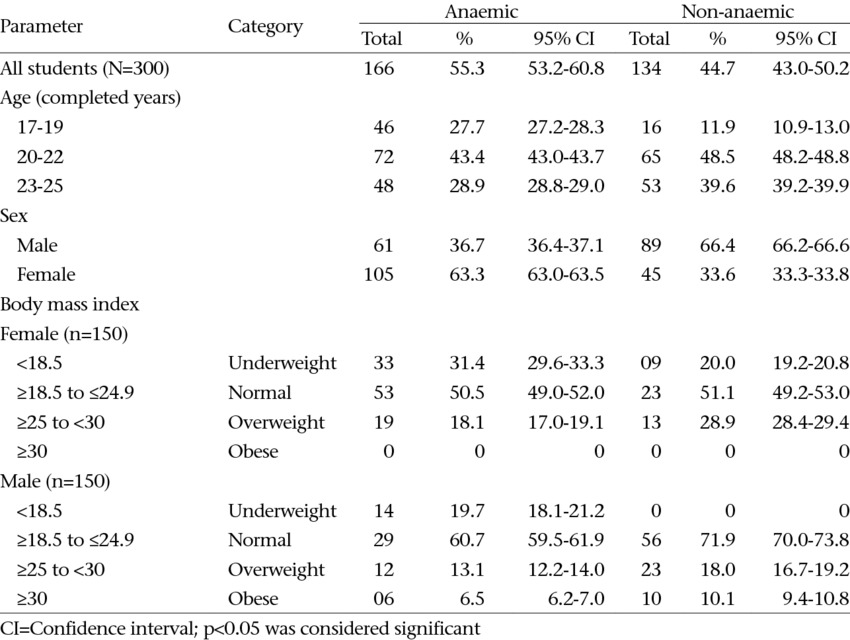 Parameter Category Anaemic Non-anaemic
Total % 95% CI Total % 95% CI
All students (N=300) 166 55.3 53.2-60.8 134 44.7 43.0-50.2
Age (completed years)
17-19 46 27.7 27.2-28.3 16 11.9 10.9-13.0
20-22 72 43.4 43.0-43.7 65 48.5 48.2-48.8
23-25 48 28.9 28.8-29.0 53 39.6 39.2-39.9
Sex
Male 61 36.7 36.4-37.1 89 66.4 66.2-66.6
Female 105 63.3 63.0-63.5 45 33.6 33.3-33.8
Body mass index
Female (n=150)
<18.5 Underweight 33 31.4 29.6-33.3 09 20.0 19.2-20.8
≥18.5 to ≤24.9 Normal 53 50.5 49.0-52.0 23 51.1 49.2-53.0
≥25 to <30 Overweight 19 18.1 17.0-19.1 13 28.9 28.4-29.4
≥30 Obese 0 0 0 0 0 0
Male (n=150)
<18.5 Underweight 14 19.7 18.1-21.2 0 0 0
≥18.5 to ≤24.9 Normal 29 60.7 59.5-61.9 56 71.9 70.0-73.8
≥25 to <30 Overweight 12 13.1 12.2-14.0 23 18.0 16.7-19.2
≥30 Obese 06 6.5 6.2-7.0 10 10.1 9.4-10.8
CI=Confidence interval; p<0.05 was considered significant